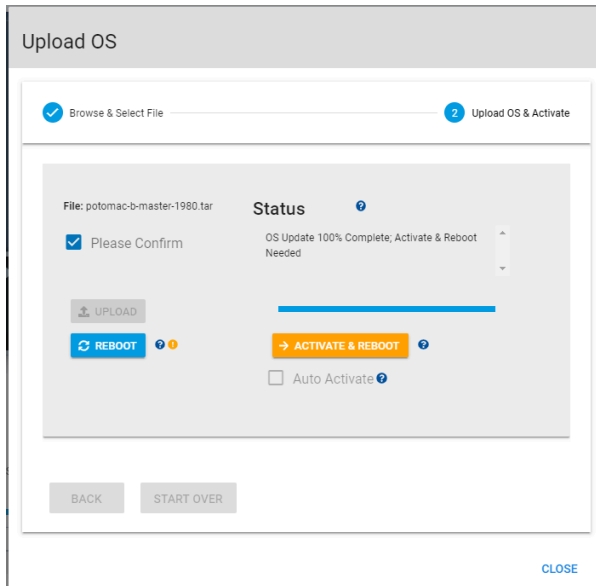 Upload OS
Browse & Select File
2 Upload OS & Activate
File: potomac-b-master-1980.tar
Status
?
Please Confirm
OS Update 100% Complete; Activate & Reboot
Needed
UPLOAD
REBOOT ? !
ACTIVATE & REBOOT ?
Auto Activate ?
BACK
START OVER
CLOSE